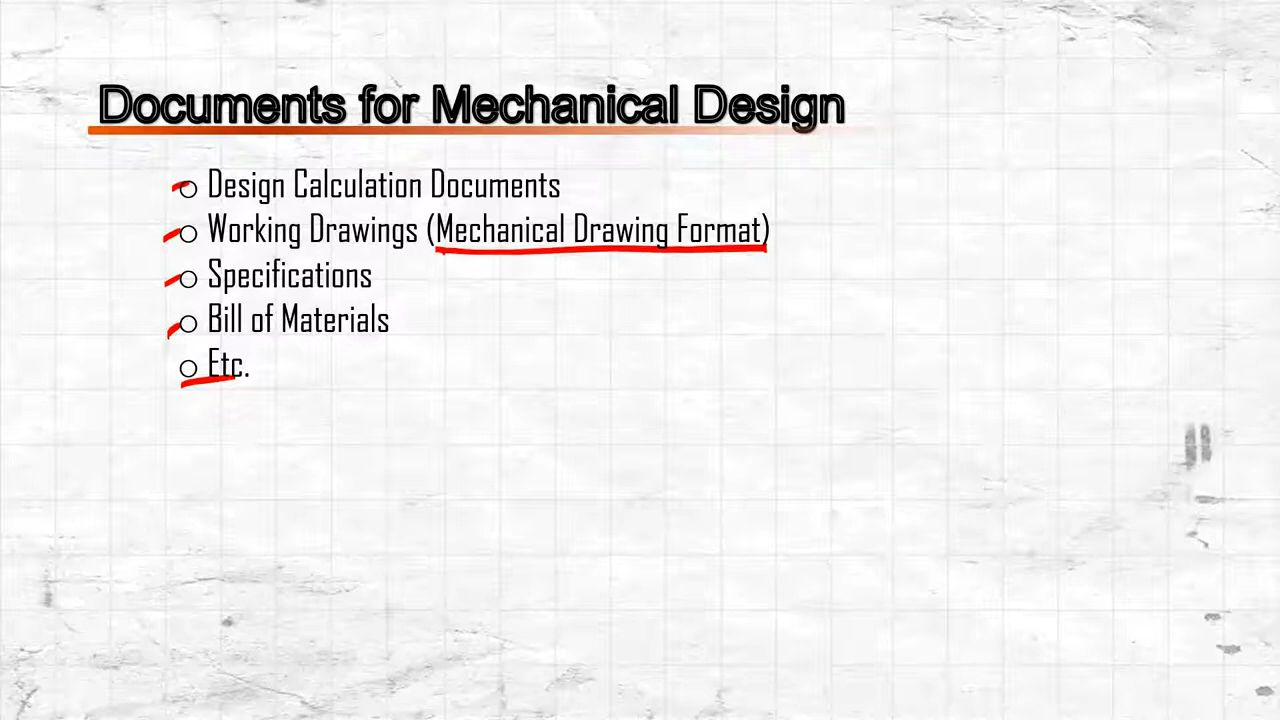 Documents for Mechanical Design
Design Calculation Documents
Working Drawings (Mechanical Drawing Format)
Specifications
Bill of Materials
Etc.